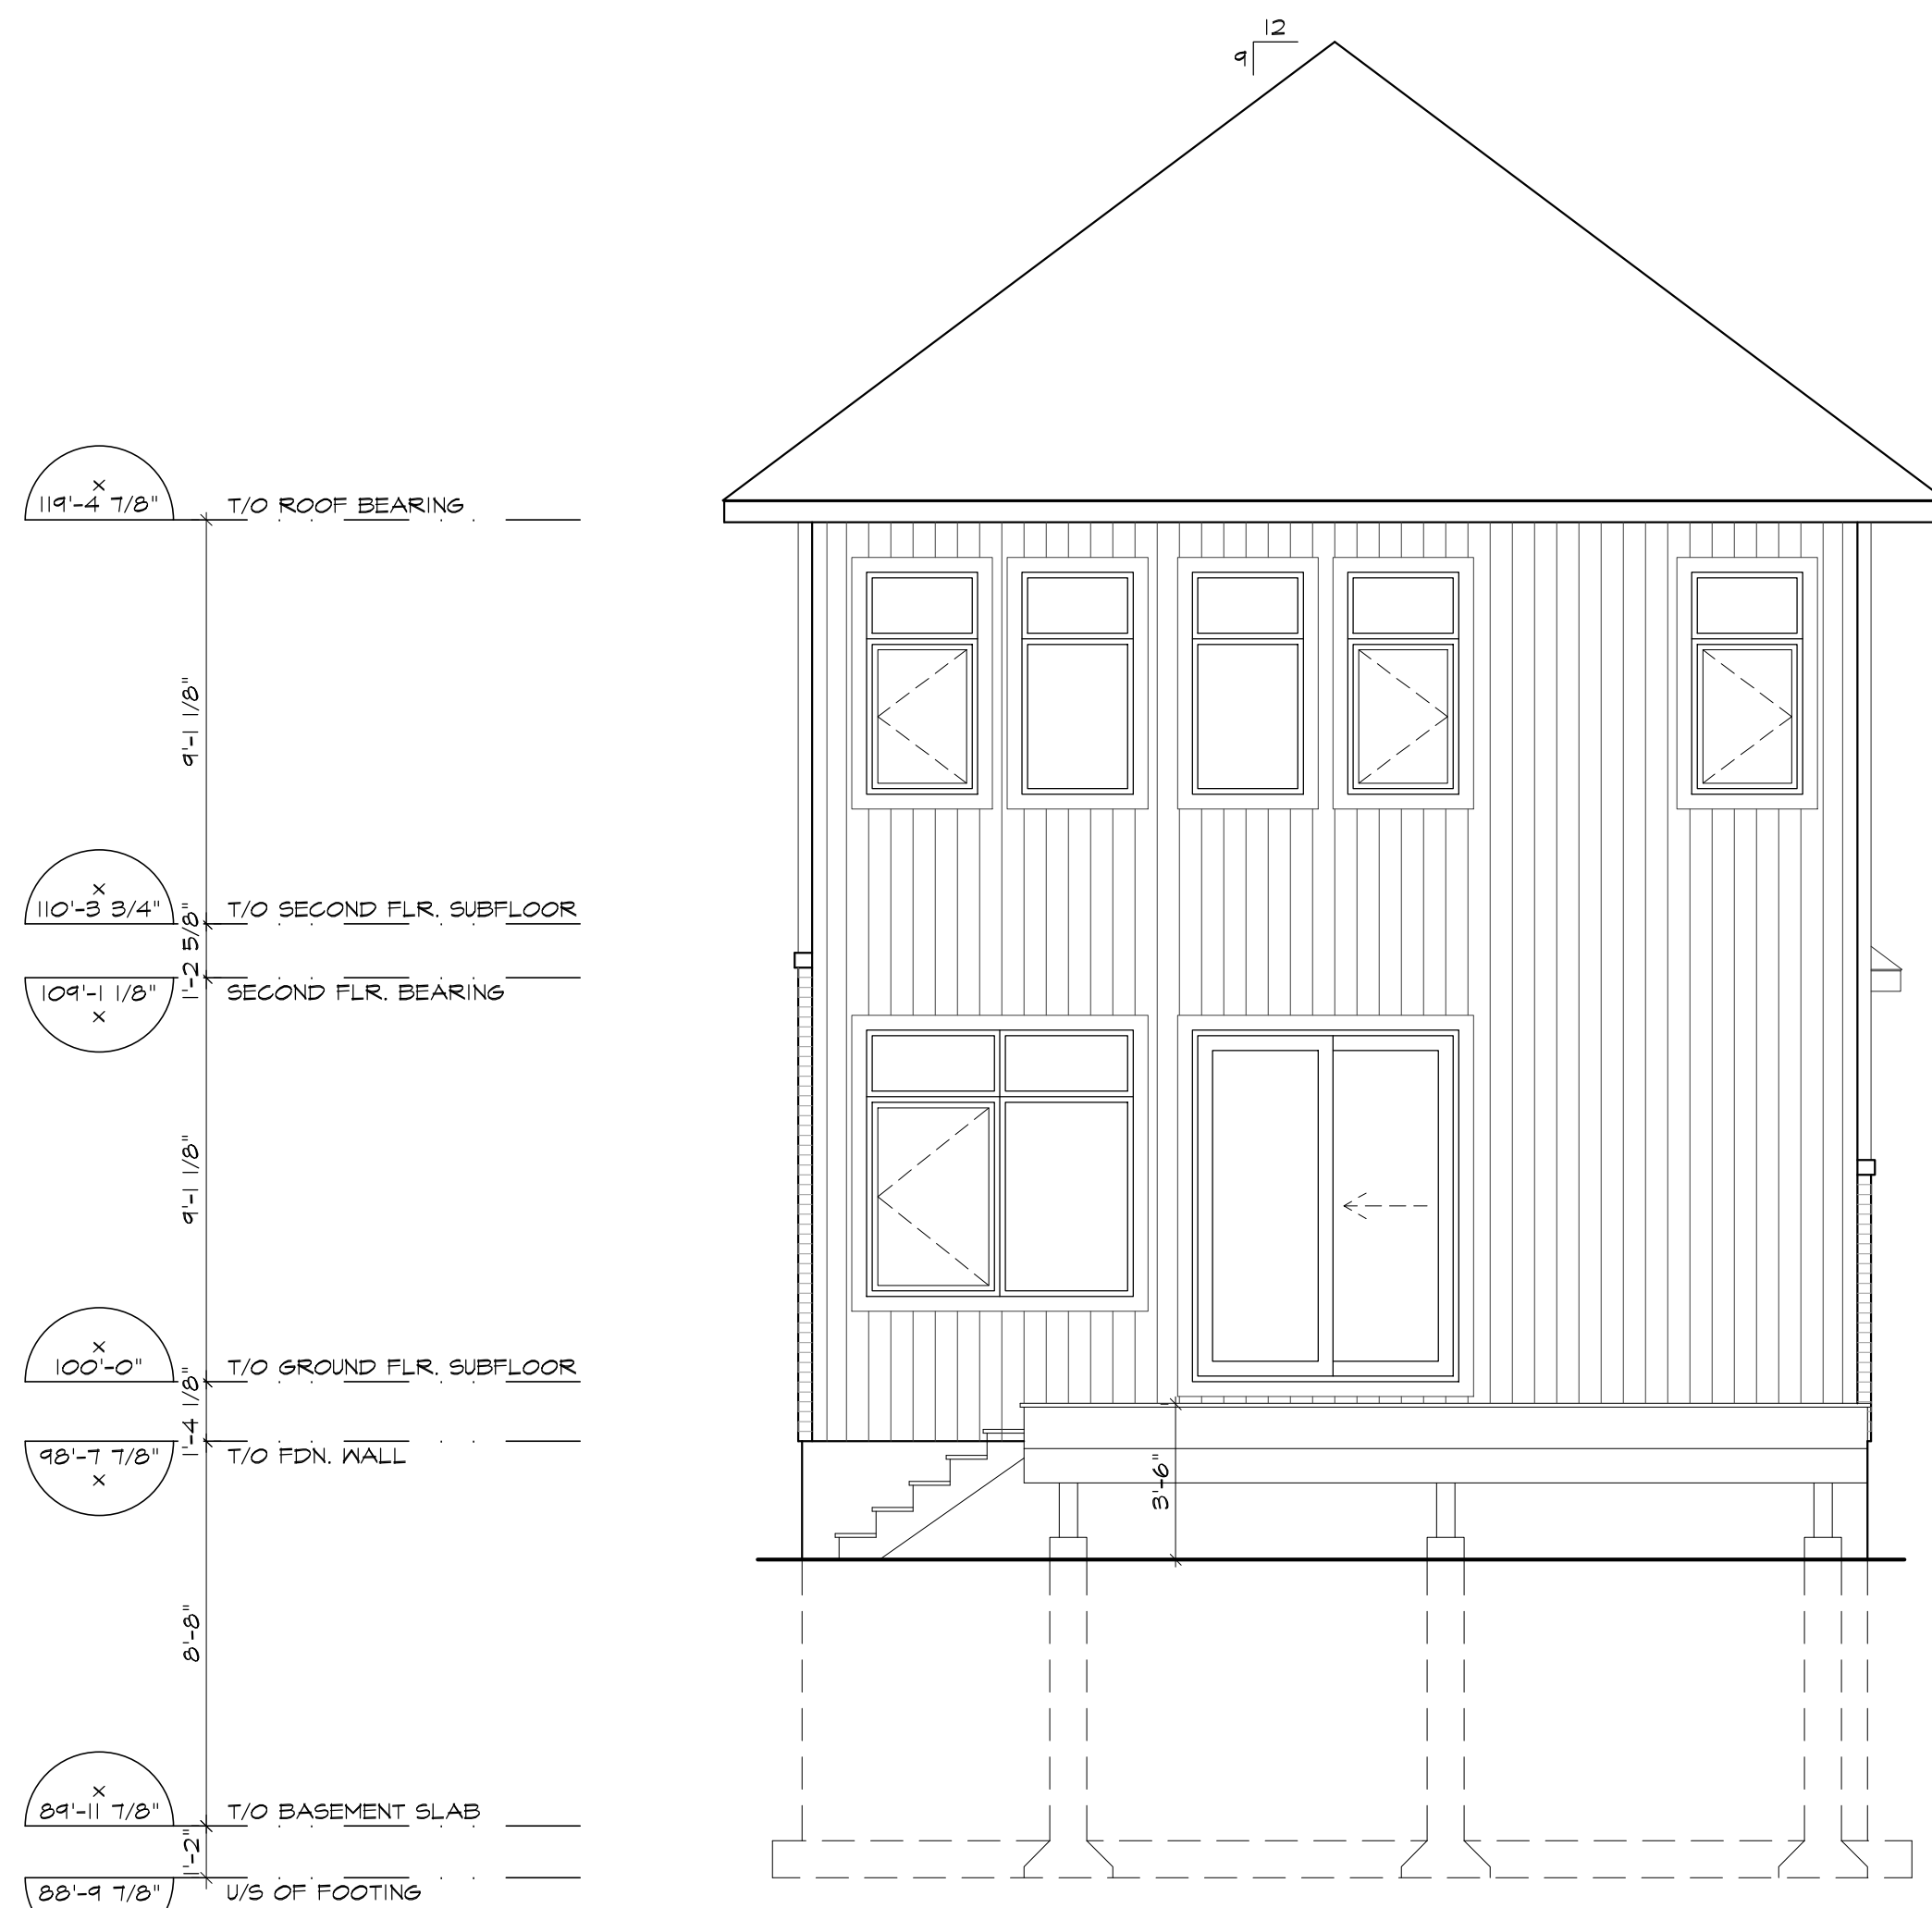 12
9
119'-4 7/8"
T/O ROOF BEARING
9'-1 1/8"
110'-3 3/4"
T/O SECOND FLR. SUBFLOOR
1'-2 5/8"
109'-1 1/8"
SECOND FLR. BEARING
9'-1 1/8"
100'-0"
T/O GROUND FLR. SUBFLOOR
1'-4 1/8"
98'-7 7/8"
T/O FDN. WALL
3'-6"
8'-8"
89'-11 7/8"
T/O BASEMENT SLAB
1'-2"
88'-9 7/8"
U/S OF FOOTING